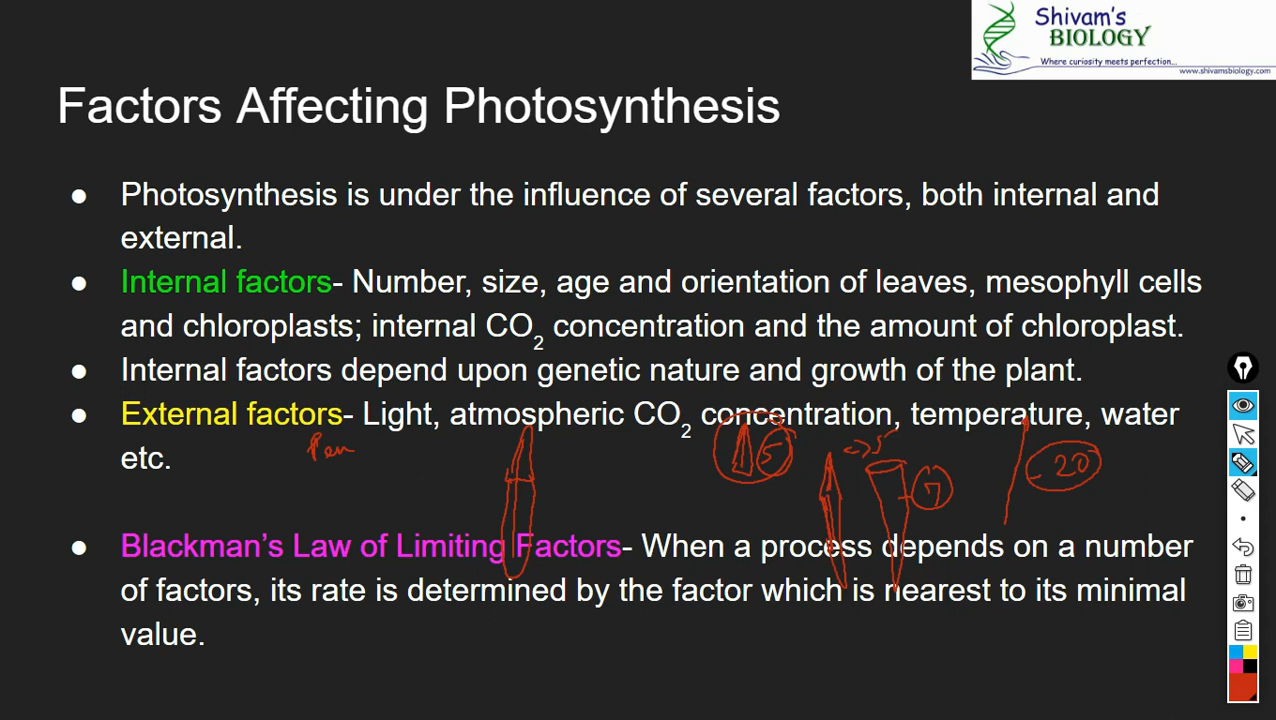 Shivam's
BIOLOGY
Where curiosity meets perfection...
www.shivamsbiology.com
Factors Affecting Photosynthesis
● Photosynthesis is under the influence of several factors, both internal and
external.
● Internal factors- Number, size, age and orientation of leaves, mesophyll cells
and chloroplasts; internal CO2 concentration and the amount of chloroplast.
● Internal factors depend upon genetic nature and growth of the plant.
● External factors- Light, atmospheric CO2 concentration, temperature, water
etc.
Pen
5
5
7
20
● Blackman's Law of Limiting Factors- When a process depends on a number
of factors, its rate is determined by the factor which is nearest to its minimal
value.